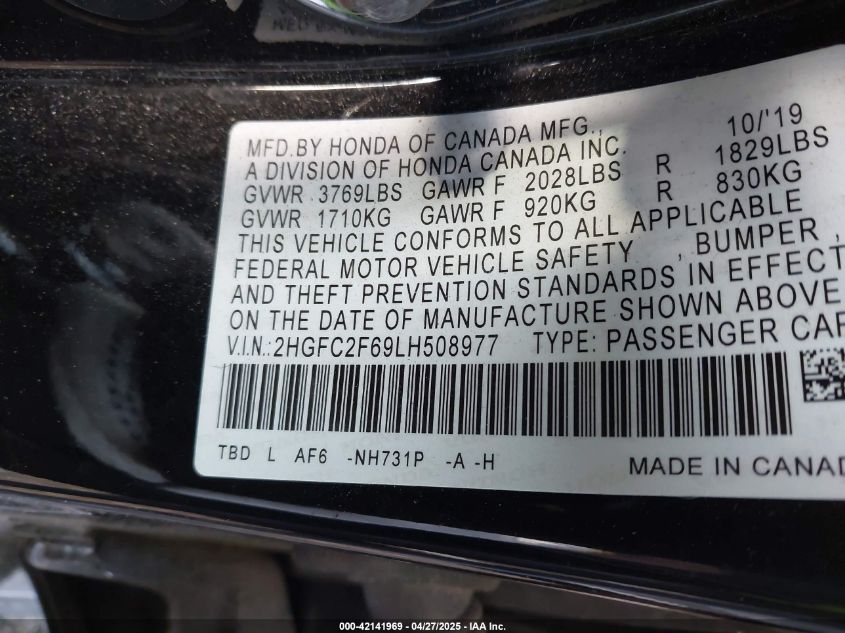 MFD.BY HONDA OF CANADA MFG., 10/'19
A DIVISION OF HONDA CANADA INC.
GVWR 3769LBS GAWR F 2028LBS R 1829LBS
GVWR 1710KG GAWR F 920KG R 830KG
THIS VEHICLE CONFORMS TO ALL APPLICABLE
FEDERAL MOTOR VEHICLE SAFETY , BUMPER ,
AND THEFT PREVENTION STANDARDS IN EFFECT
ON THE DATE OF MANUFACTURE SHOWN ABOVE
V.I.N.: 2HGFC2F69LH508977 TYPE: PASSENGER CAR
TBD L AF6 -NH731P -A -H MADE IN CANAD
000-42141969 04/27/2025 - IAA Inc.